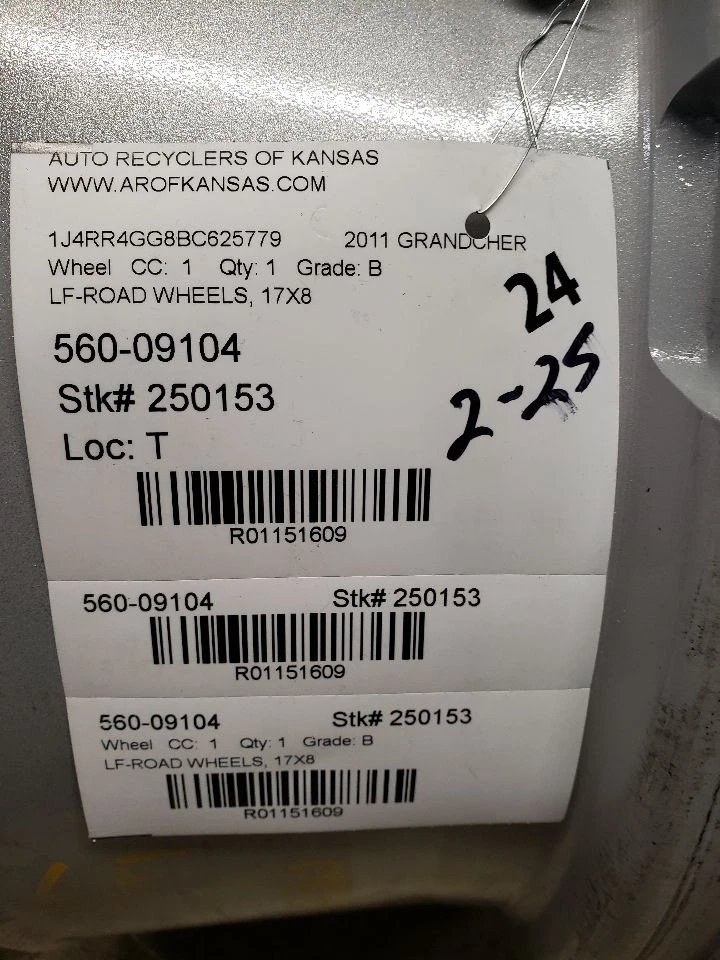 AUTO RECYCLERS OF KANSAS
WWW.AROFKANSAS.COM
1J4RR4GG8BC625779 2011 GRANDCHER
Wheel CC: 1 Qty: 1 Grade: B
LF-ROAD WHEELS, 17X8
24
560-09104
2-25
Stk# 250153
Loc: T
R01151609
560-09104 Stk# 250153
R01151609
560-09104 Stk# 250153
Wheel CC: 1 Qty: 1 Grade: B
LF-ROAD WHEELS, 17X8
R01151609